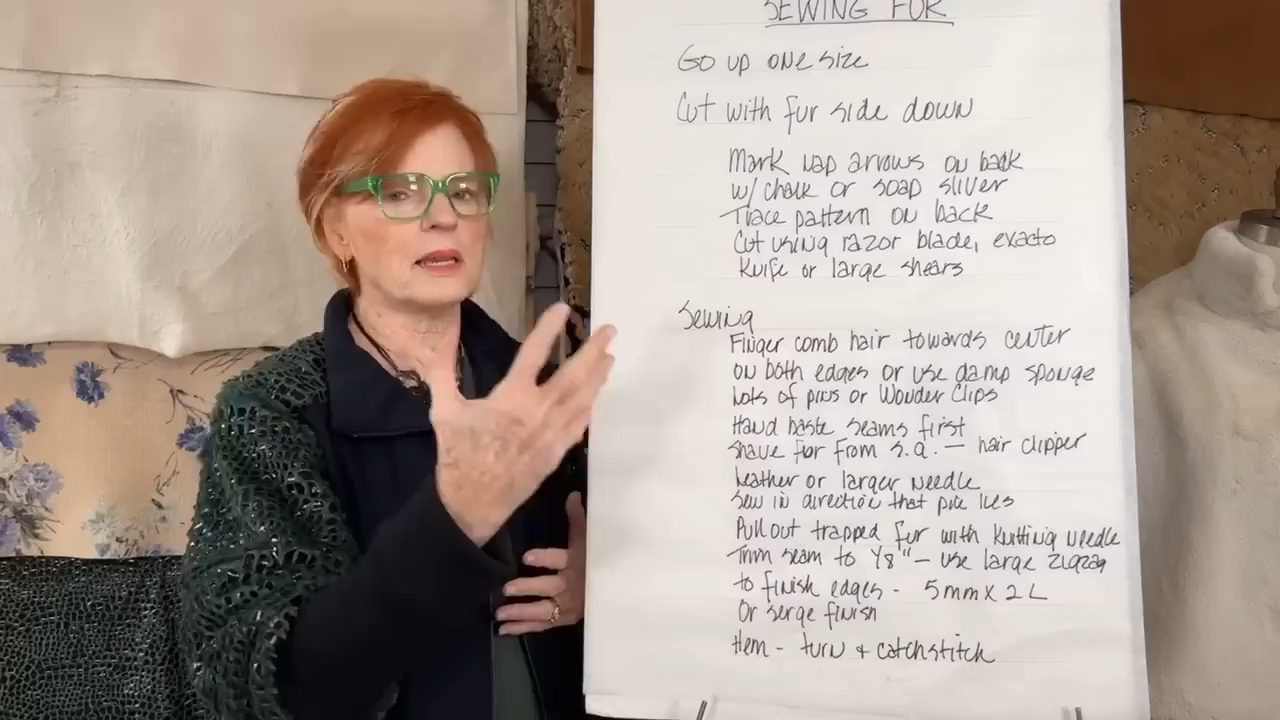 SEWING FUR
Go up one size
Cut with fur side down
Mark nap arrows on back
w/chalk or soap sliver
Trace pattern on back
Cut using razor blade, exacto
Knife or large shears
Sewing
Finger comb hair towards center
on both edges or use damp sponge
Lots of pins or Wonder Clips
Hand baste seams first
Shave fur from s.a. — hair clipper
Leather or larger needle
Sew in direction that pile lies
Pull out trapped fur with knitting needle
Trim seam to 1/8" — use large zigzag
to finish edges - 5mm x 2 L
Or serge finish
Hem - turn + catchstitch